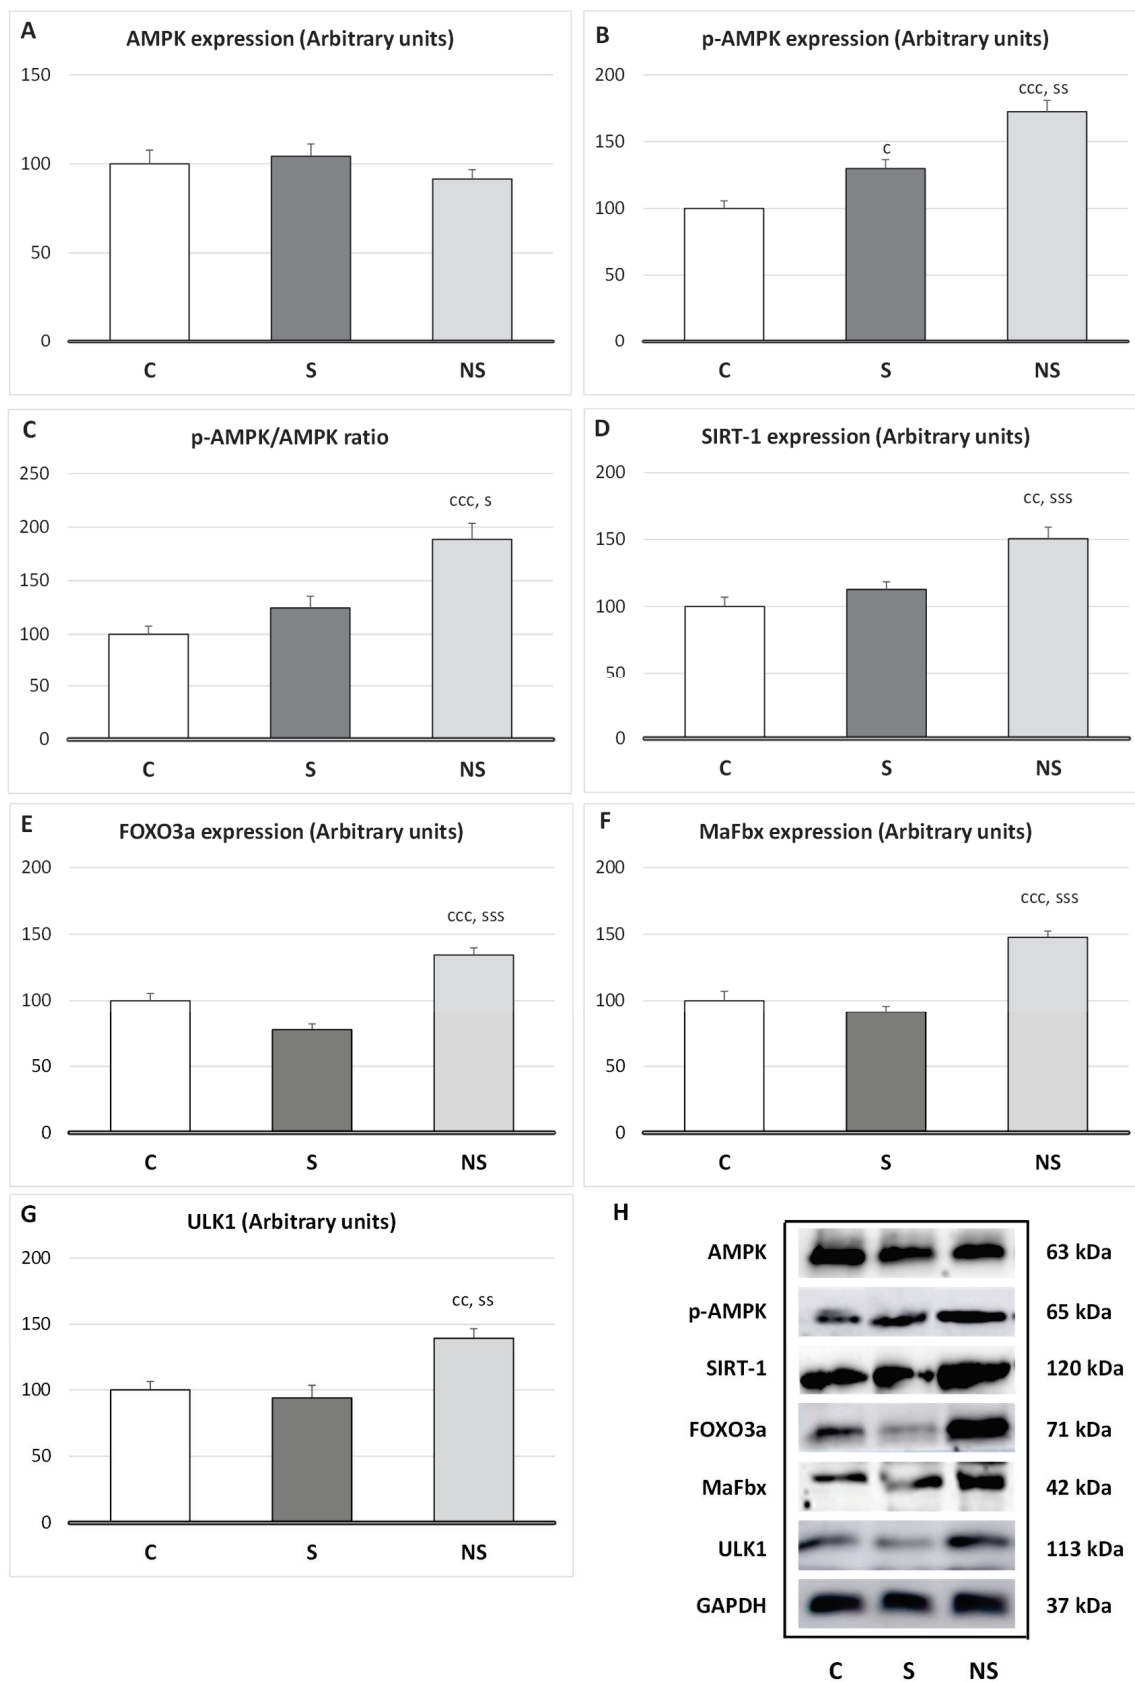 A
AMPK expression (Arbitrary units)
150
100
50
0
C S NS
B
p-AMPK expression (Arbitrary units)
200
150
100
50
0
c
ccc, ss
C S NS
C
p-AMPK/AMPK ratio
250
200
150
100
50
0
ccc, s
C S NS
D
SIRT-1 expression (Arbitrary units)
200
150
100
50
0
cc, sss
C S NS
E
FOXO3a expression (Arbitrary units)
200
150
100
50
0
ccc, sss
C S NS
F
MaFbx expression (Arbitrary units)
200
150
100
50
0
ccc, sss
C S NS
G
ULK1 (Arbitrary units)
200
150
100
50
0
cc, ss
C S NS
H
AMPK 63 kDa
p-AMPK 65 kDa
SIRT-1 120 kDa
FOXO3a 71 kDa
MaFbx 42 kDa
ULK1 113 kDa
GAPDH 37 kDa
C S NS